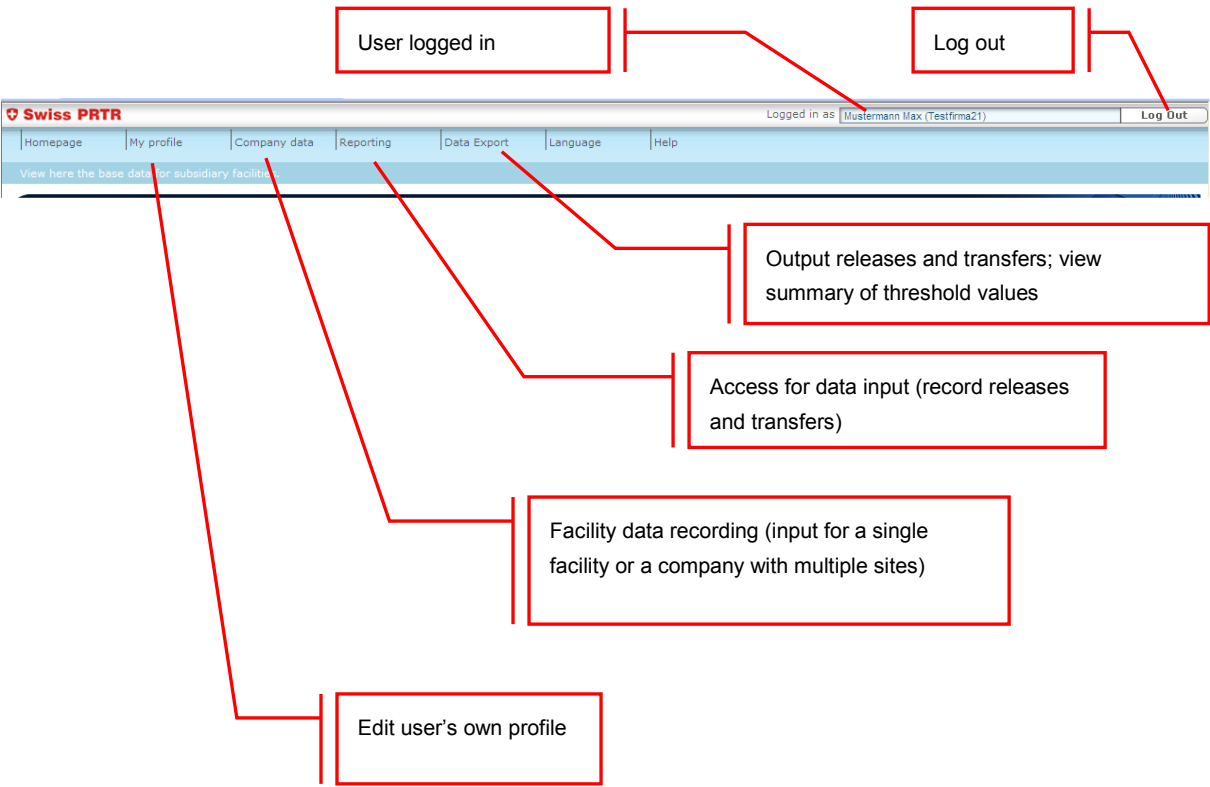 User logged in
Log out
Swiss PRTR
Logged in as Mustermann Max (Testfirma21)
Log Out
Homepage My profile Company data Reporting Data Export Language Help
View here the base data for subsidiary facilities.
Output releases and transfers; view
summary of threshold values
Access for data input (record releases
and transfers)
Facility data recording (input for a single
facility or a company with multiple sites)
Edit user’s own profile